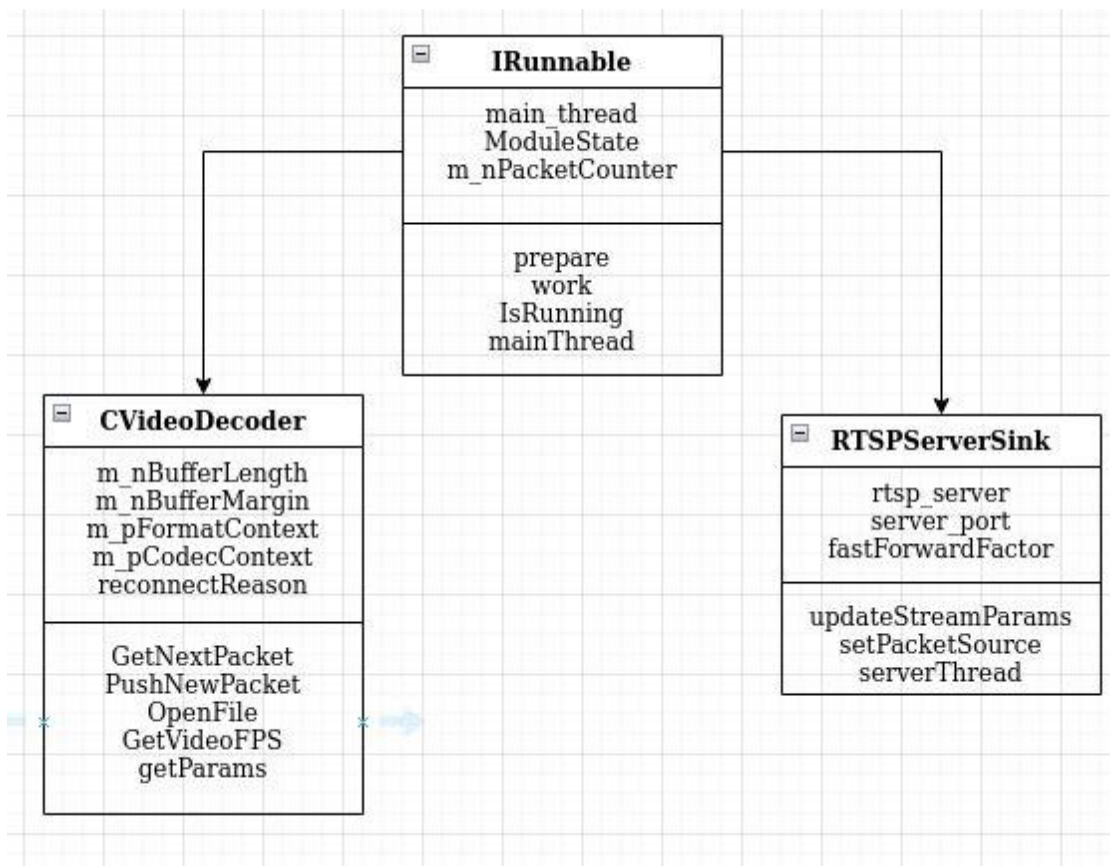 IRunnable
main_thread
ModuleState
m_nPacketCounter
prepare
work
IsRunning
mainThread
CVideoDecoder
m_nBufferLength
m_nBufferMargin
m_pFormatContext
m_pCodecContext
reconnectReason
GetNextPacket
PushNewPacket
OpenFile
GetVideoFPS
getParams
RTSPServerSink
rtsp_server
server_port
fastForwardFactor
updateStreamParams
setPacketSource
serverThread